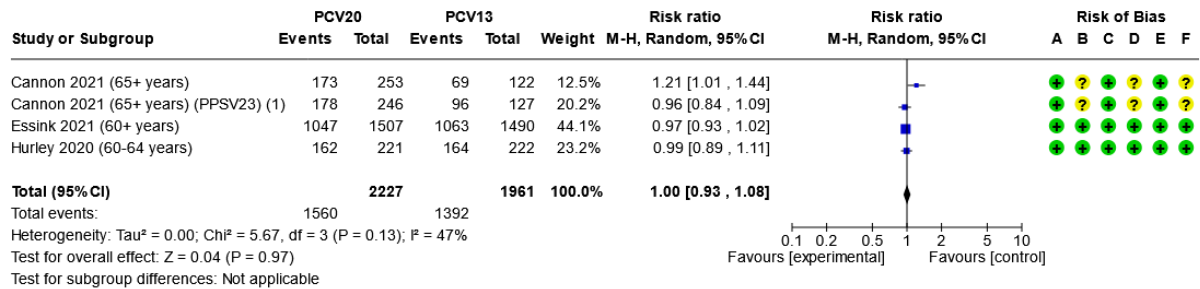 PCV20 PCV13 Risk ratio Risk ratio Risk of Bias
Study or Subgroup Events Total Events Total Weight M-H, Random, 95% CI M-H, Random, 95% CI A B C D E F
Cannon 2021 (65+ years) 173 253 69 122 12.5% 1.21 [1.01 , 1.44] + ? + ? + ?
Cannon 2021 (65+ years) (PPSV23) (1) 178 246 96 127 20.2% 0.96 [0.84 , 1.09] + ? + ? + ?
Essink 2021 (60+ years) 1047 1507 1063 1490 44.1% 0.97 [0.93 , 1.02] + + + + + +
Hurley 2020 (60-64 years) 162 221 164 222 23.2% 0.99 [0.89 , 1.11] + + + + + +
Total (95% CI) 2227 1961 100.0% 1.00 [0.93 , 1.08]
Total events: 1560 1392
Heterogeneity: Tau² = 0.00; Chi² = 5.67, df = 3 (P = 0.13); I² = 47%
0.1 0.2 0.5 1 2 5 10
Test for overall effect: Z = 0.04 (P = 0.97) Favours [experimental] Favours [control]
Test for subgroup differences: Not applicable